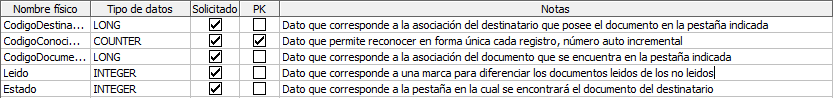 Nombre físico Tipo de datos Solicitado PK Notas
CodigoDestina... LONG Dato que corresponde a la asociación del destinatario que posee el documento en la pestaña indicada
CodigoConoci... COUNTER Dato que permite reconocer en forma única cada registro, número auto incremental
CodigoDocume... LONG Dato que corresponde a la asociación del documento que se encuentra en la pestaña indicada
Leido INTEGER Dato que corresponde a una marca para diferenciar los documentos leidos de los no leidos
Estado INTEGER Dato que corresponde a la pestaña en la cual se encontrará el documento del destinatario